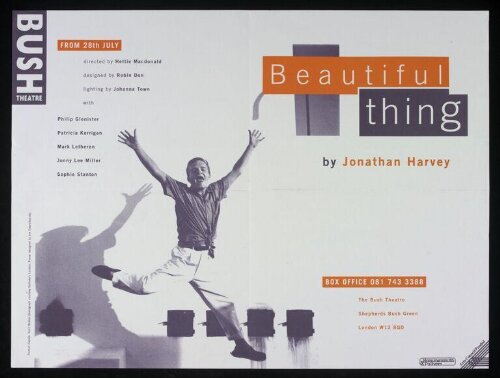 BUSH
THEATRE
FROM 28th JULY
directed by Hettie Macdonald
designed by Robin Don
lighting by Johanna Town
with
Philip Glenister
Patricia Kerrigan
Mark Letheren
Jonny Lee Miller
Sophie Stanton
Beautiful
thing
by Jonathan Harvey
BOX OFFICE 081 743 3388
The Bush Theatre
Shepherds Bush Green
London W12 8QD